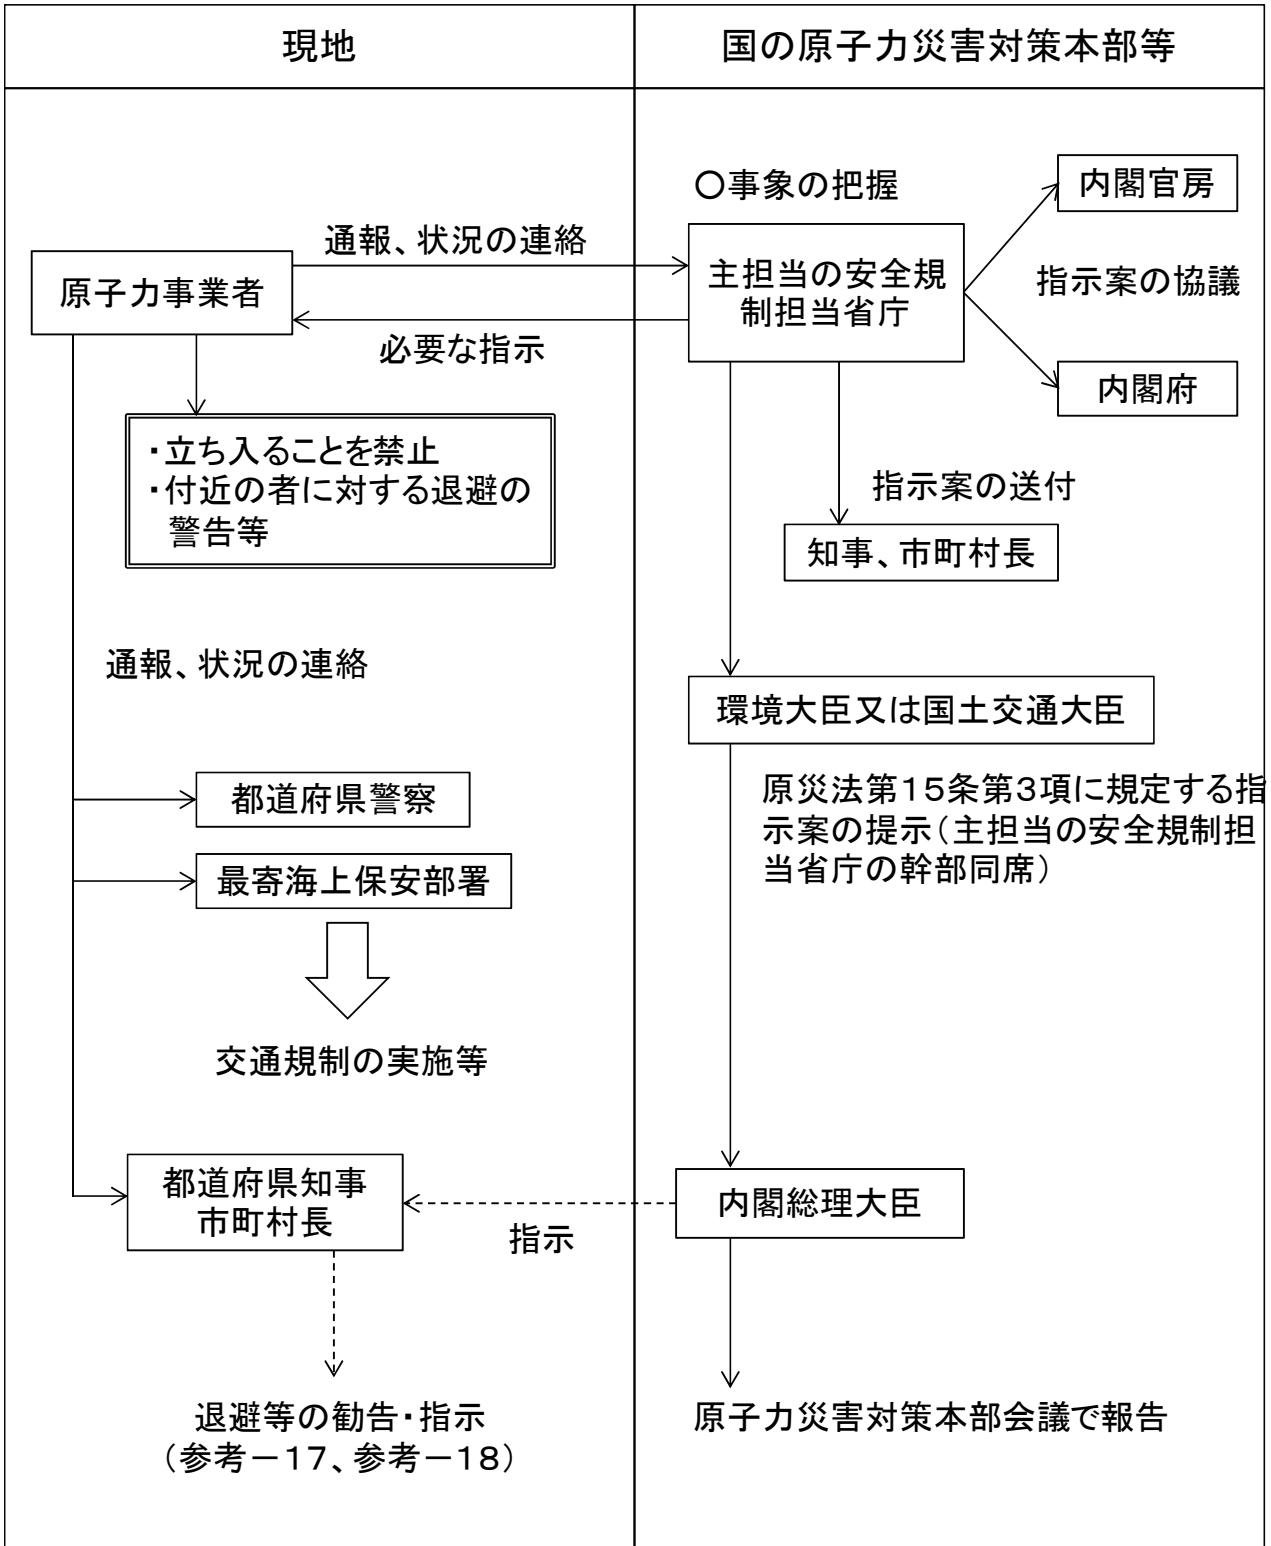 現地
国の原子力災害対策本部等
○事象の把握
内閣官房
通報、状況の連絡
原子力事業者
主担当の安全規
制担当省庁
指示案の協議
必要な指示
内閣府
・立ち入ることを禁止
・付近の者に対する退避の
警告等
指示案の送付
知事、市町村長
通報、状況の連絡
環境大臣又は国土交通大臣
都道府県警察
原災法第15条第3項に規定する指
示案の提示(主担当の安全規制担
当省庁の幹部同席)
最寄海上保安部署
交通規制の実施等
都道府県知事
市町村長
内閣総理大臣
指示
退避等の勧告・指示
(参考-17、参考-18)
原子力災害対策本部会議で報告